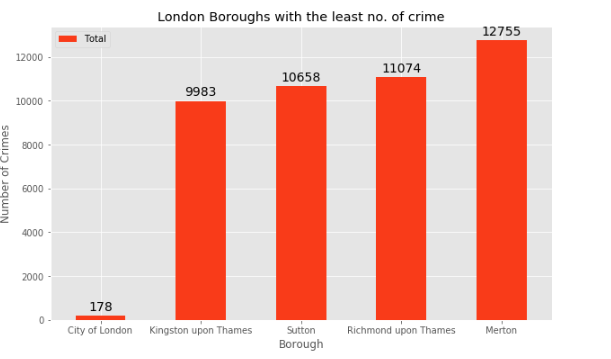 London Boroughs with the least no. of crime
Total
12755
11074
10658
9983
178
12000
10000
8000
6000
4000
2000
0
Number of Crimes
City of London
Kingston upon Thames
Sutton
Richmond upon Thames
Merton
Borough